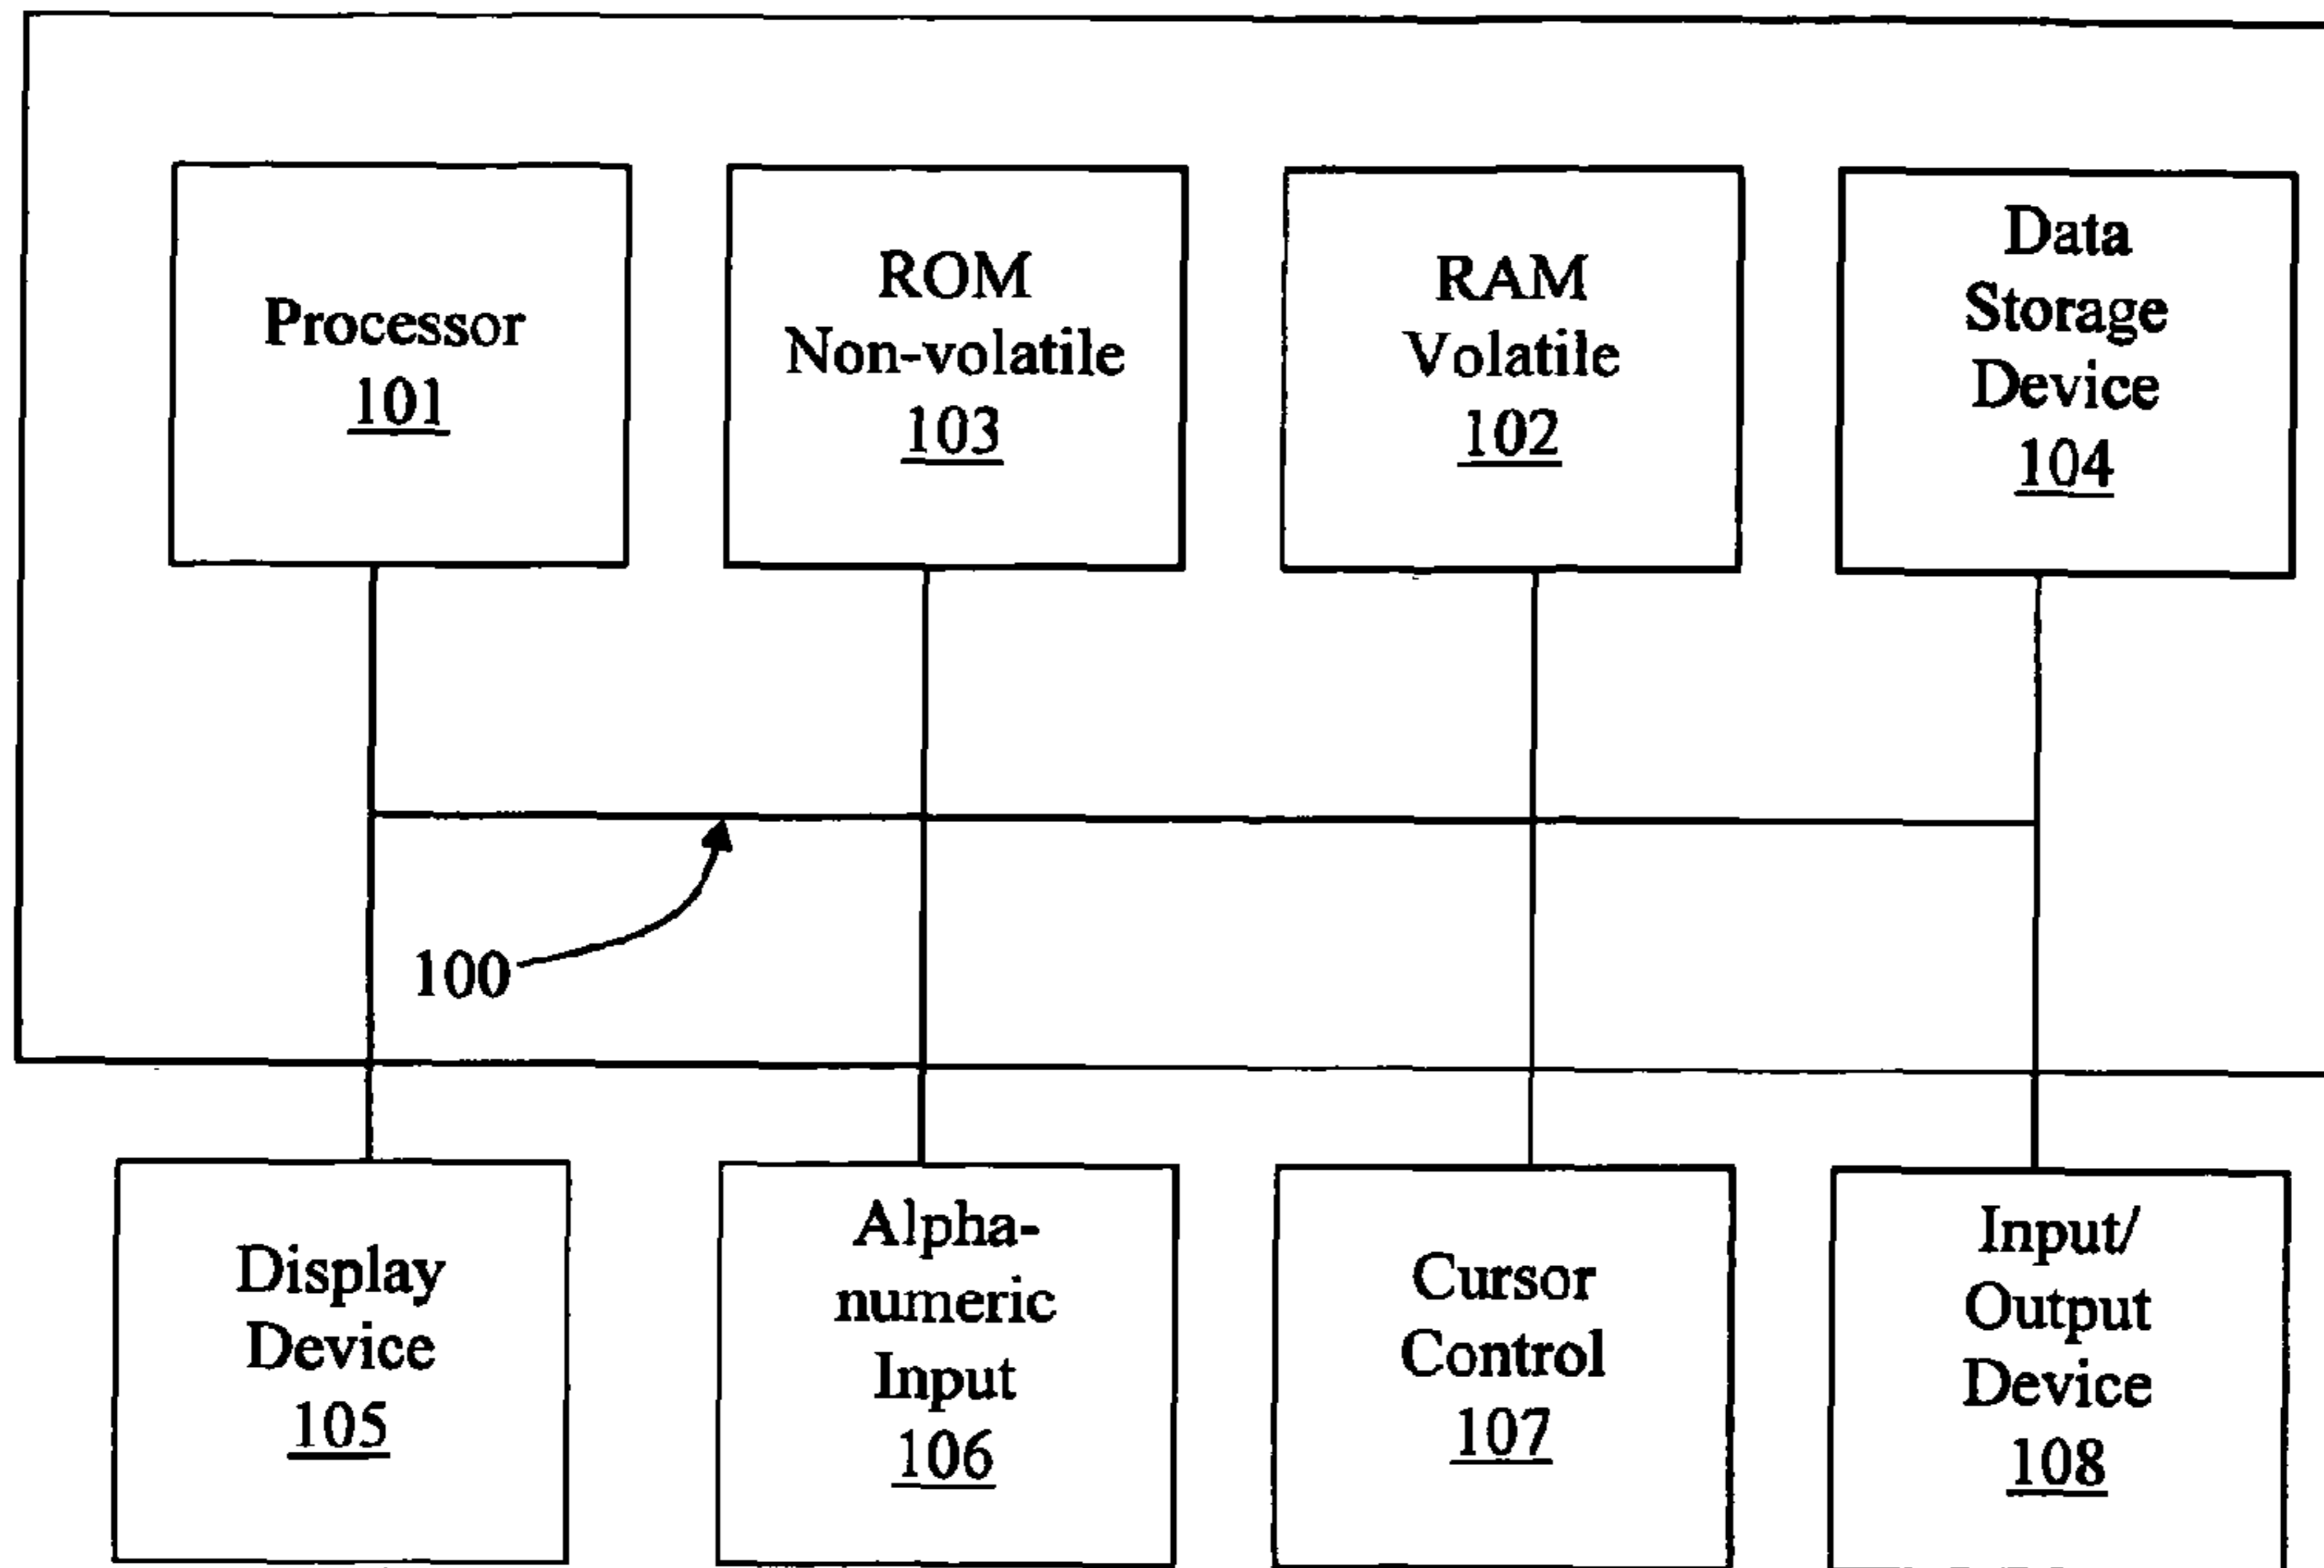 Processor
101
ROM
Non-volatile
103
RAM
Volatile
102
Data
Storage
Device
104
100
Display
Device
105
Alpha-
numeric
Input
106
Cursor
Control
107
Input/
Output
Device
108